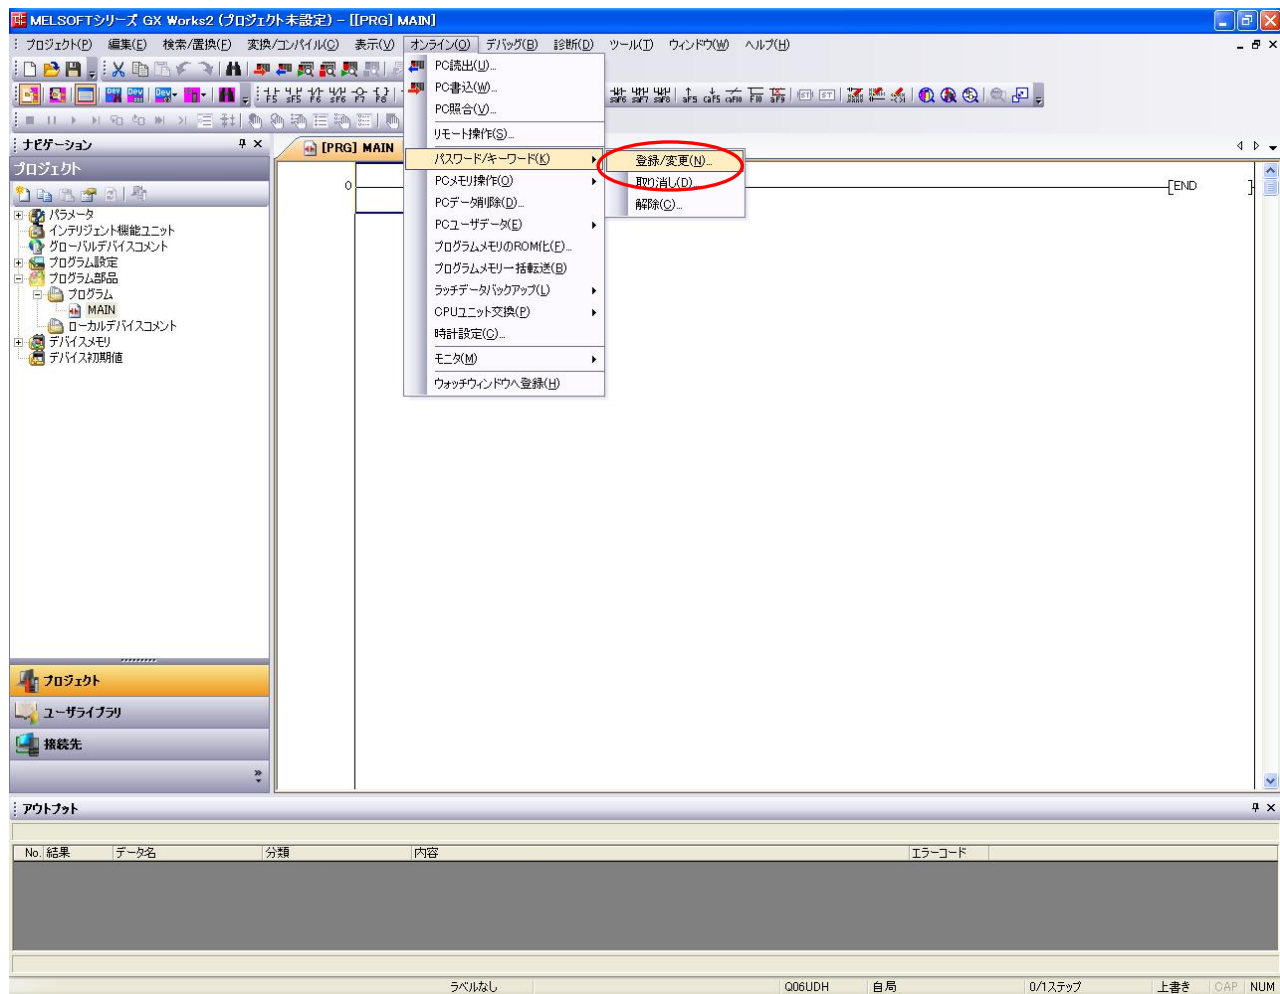 MELSOFTシリーズ GX Works2 (プロジェクト未設定) - [[PRG] MAIN]
プロジェクト(P) 編集(E) 検索/置換(F) 変換/コンパイル(C) 表示(V) オンライン(O) デバッグ(B) 診断(D) ツール(T) ウィンドウ(W) ヘルプ(H)
PC読出(U)...
PC書込(W)...
PC照合(V)...
リモート操作(S)...
パスワード/キーワード(K)
PCメモリ操作(O)
PCデータ削除(D)...
PCユーザデータ(E)
プログラムメモリのROM化(F)...
プログラムメモリ一括転送(B)
ラッチデータバックアップ(L)
CPUユニット交換(P)
時計設定(C)...
モニタ(M)
ウォッチウィンドウへ登録(H)
登録/変更(N)...
取り消し(D)...
解除(C)...
ナビゲーション
プロジェクト
パラメータ
インテリジェント機能ユニット
グローバルデバイスコメント
プログラム設定
プログラム部品
プログラム
MAIN
ローカルデバイスコメント
デバイスメモリ
デバイス初期値
プロジェクト
ユーザライブラリ
接続先
[PRG] MAIN
0
[END ]
アウトプット
No. 結果 データ名 分類 内容 エラーコード
ラベルなし Q06UDH 自局 0/1ステップ 上書き CAP NUM